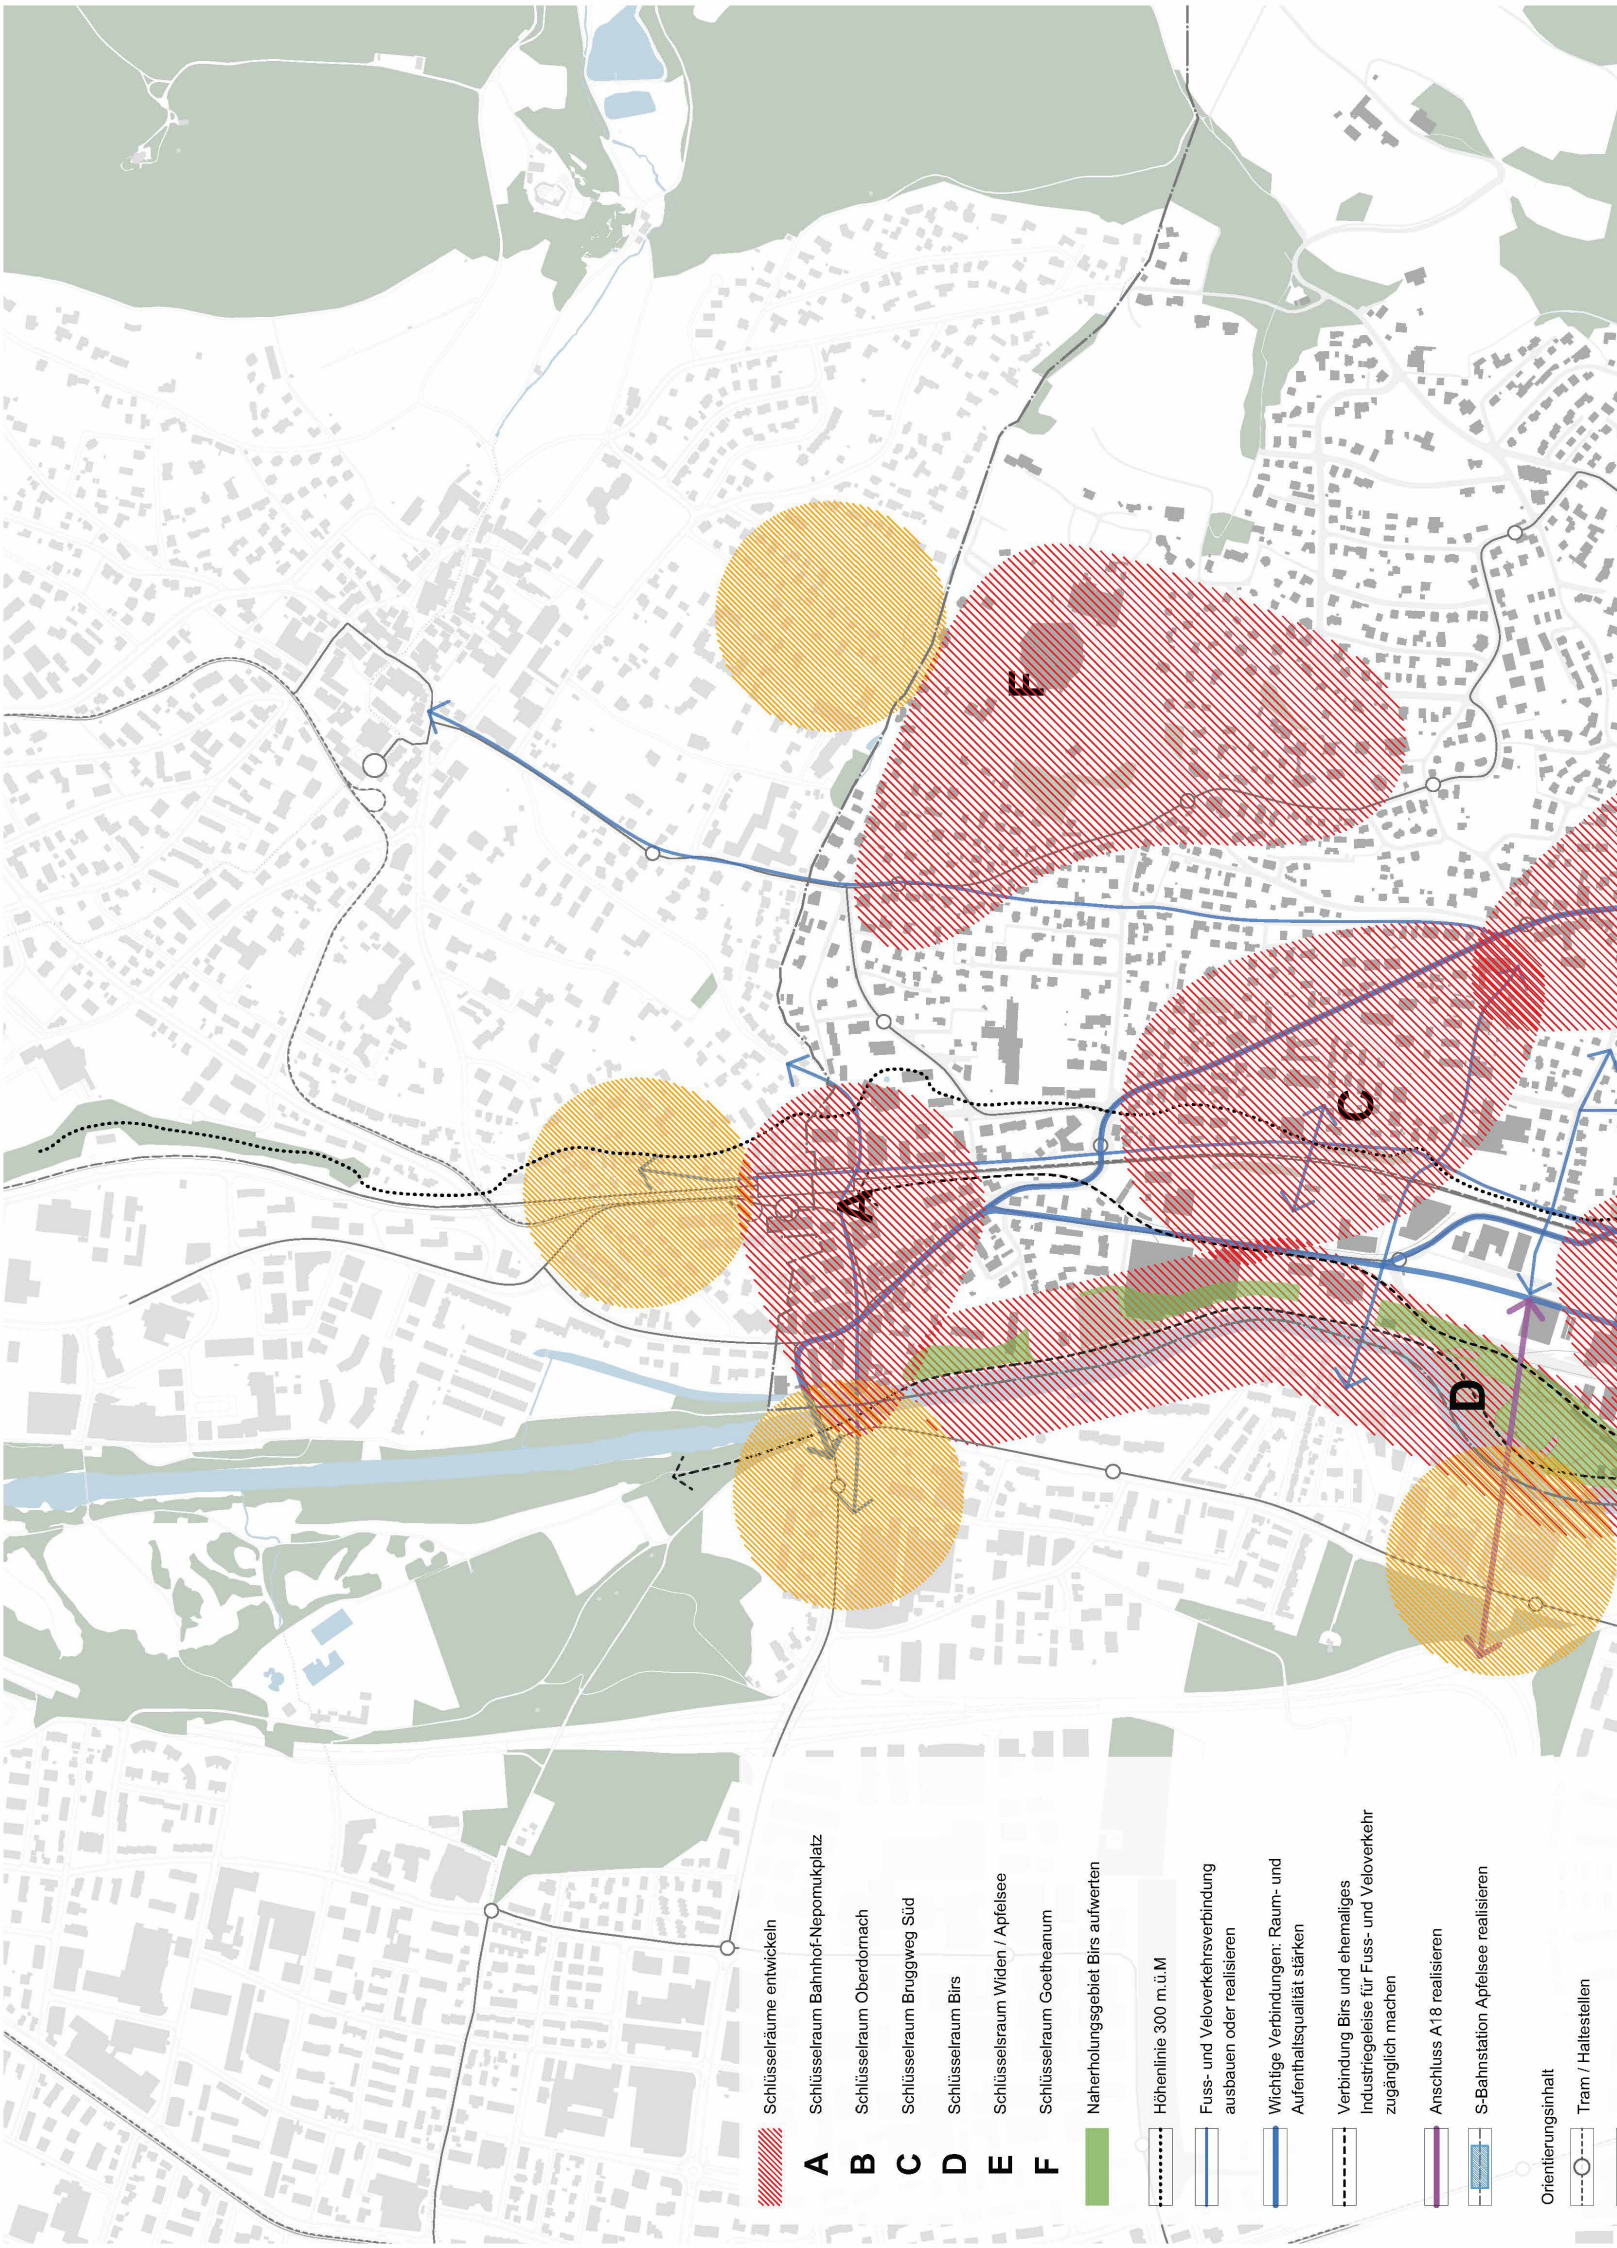 F
A
C
D
Schlüsselräume entwickeln
A Schlüsselraum Bahnhof-Nepomukplatz
B Schlüsselraum Oberdornach
C Schlüsselraum Bruggweg Süd
D Schlüsselraum Birs
E Schlüsselsraum Widen / Apfelsee
F Schlüsselraum Goetheanum
Naherholungsgebiet Birs aufwerten
Höhenlinie 300 m.ü.M
Fuss- und Veloverkehrsverbindung
ausbauen oder realisieren
Wichtige Verbindungen: Raum- und
Aufenthaltsqualität stärken
Verbindung Birs und ehemaliges
Industriegeleise für Fuss- und Veloverkehr
zugänglich machen
Anschluss A18 realisieren
S-Bahnstation Apfelsee realisieren
Orientierungsinhalt
Tram / Haltestellen